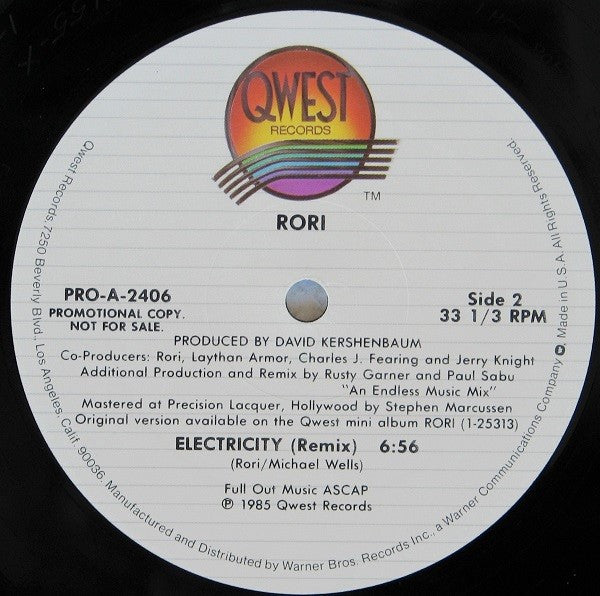 QWEST
RECORDS
TM
RORI
PRO-A-2406
PROMOTIONAL COPY.
NOT FOR SALE.
Side 2
33 1/3 RPM
PRODUCED BY DAVID KERSHENBAUM
Co-Producers: Rori, Laythan Armor, Charles J. Fearing and Jerry Knight
Additional Production and Remix by Rusty Garner and Paul Sabu
"An Endless Music Mix"
Mastered at Precision Lacquer, Hollywood by Stephen Marcussen
Original version available on the Qwest mini album RORI (1-25313)
ELECTRICITY (Remix) 6:56
(Rori/Michael Wells)
Full Out Music ASCAP
℗ 1985 Qwest Records
Qwest Records, 7250 Beverly Blvd., Los Angeles, Calif. 90036. Manufactured and Distributed by Warner Bros. Records Inc., a Warner Communications Company Made in U.S.A. All Rights Reserved.